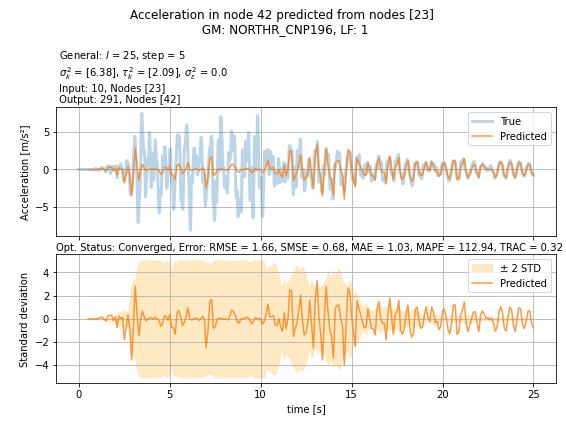 Acceleration in node 42 predicted from nodes [23]
GM: NORTHR_CNP196, LF: 1
General: l = 25, step = 5
σ²ₖ = [6.38], τ²ₖ = [2.09], σ²ε = 0.0
Input: 10, Nodes [23]
Output: 291, Nodes [42]
Acceleration [m/s²]
5
0
−5
True
Predicted
Opt. Status: Converged, Error: RMSE = 1.66, SMSE = 0.68, MAE = 1.03, MAPE = 112.94, TRAC = 0.32
Standard deviation
4
2
0
−2
−4
± 2 STD
Predicted
0 5 10 15 20 25
time [s]